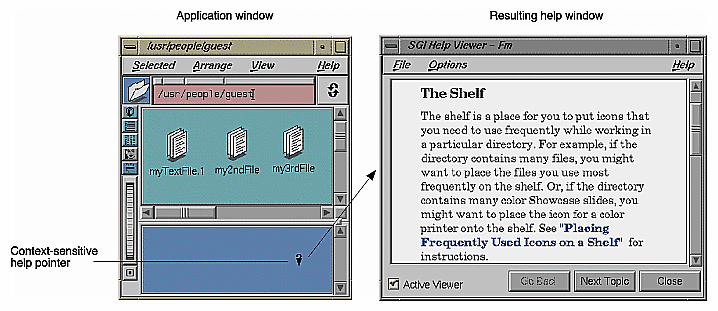 Application window
Resulting help window
/usr/people/guest
Selected Arrange View Help
/usr/people/guest
myTextFile.1 my2ndFile my3rdFile
Context-sensitive
help pointer
SGI Help Viewer - Fm
File Options Help
The Shelf
The shelf is a place for you to put icons that
you need to use frequently while working in
a particular directory. For example, if the
directory contains many files, you might
want to place the files you use most
frequently on the shelf. Or, if the directory
contains many color Showcase slides, you
might want to place the icon for a color
printer onto the shelf. See "Placing
Frequently Used Icons on a Shelf" for
instructions.
Active Viewer Go Back Next Topic Close